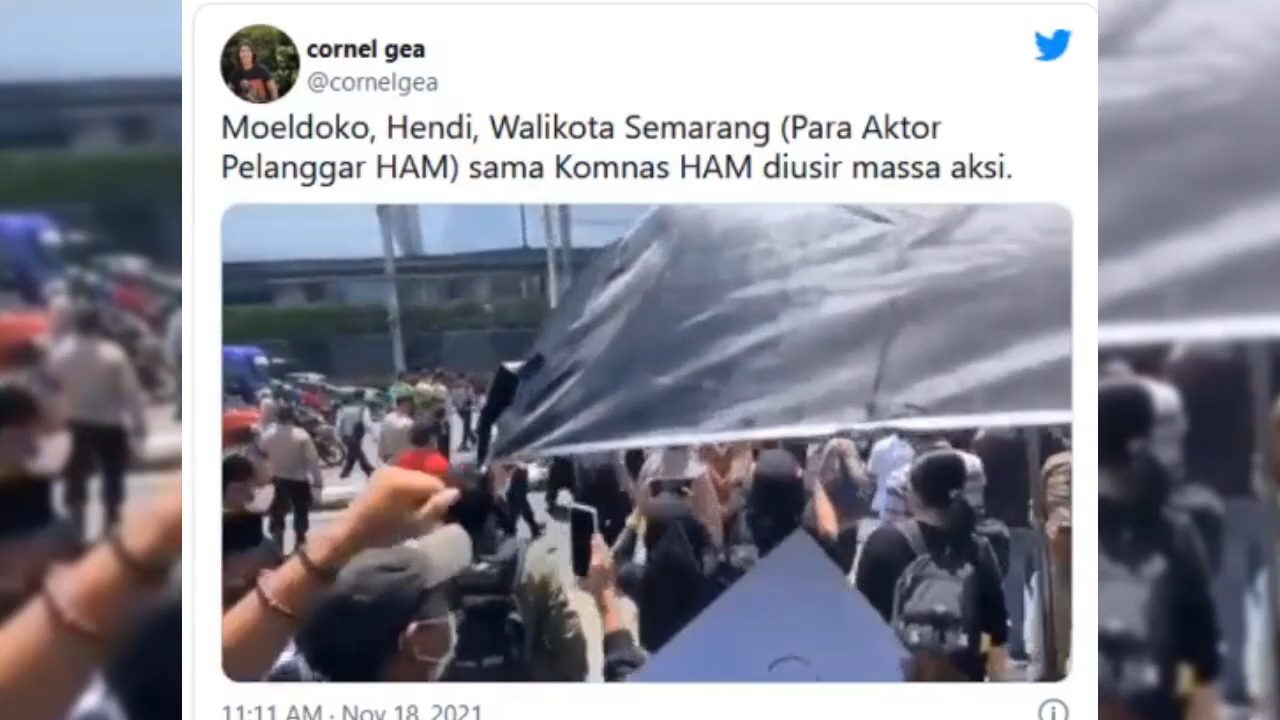 cornel gea
@cornelgea
Moeldoko, Hendi, Walikota Semarang (Para Aktor
Pelanggar HAM) sama Komnas HAM diusir massa aksi.
11:11 AM · Nov 18, 2021